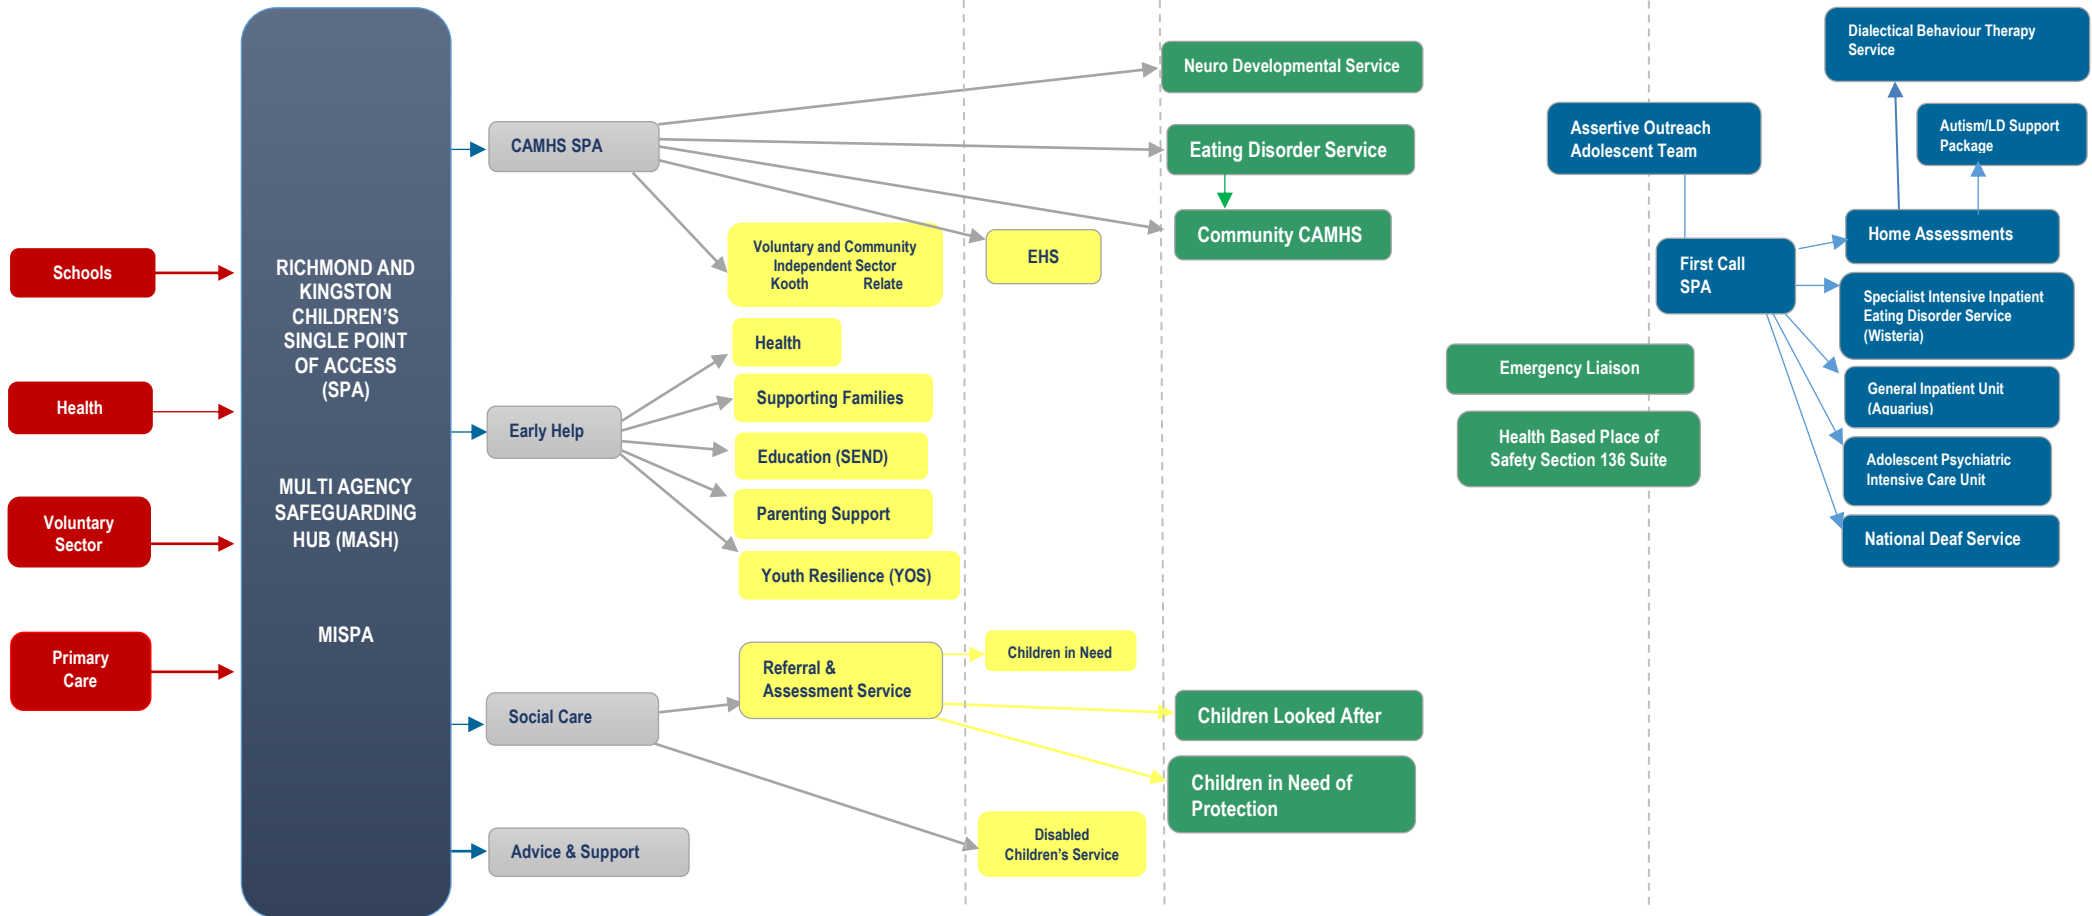 Schools
Health
Voluntary
Sector
Primary
Care
RICHMOND AND
KINGSTON
CHILDREN’S
SINGLE POINT
OF ACCESS
(SPA)
MULTI AGENCY
SAFEGUARDING
HUB (MASH)
MISPA
CAMHS SPA
Early Help
Social Care
Advice & Support
Voluntary and Community
Independent Sector
Kooth Relate
Health
Supporting Families
Education (SEND)
Parenting Support
Youth Resilience (YOS)
Referral &
Assessment Service
EHS
Children in Need
Disabled
Children’s Service
Neuro Developmental Service
Eating Disorder Service
Community CAMHS
Children Looked After
Children in Need of
Protection
Emergency Liaison
Health Based Place of
Safety Section 136 Suite
Assertive Outreach
Adolescent Team
First Call
SPA
Dialectical Behaviour Therapy
Service
Autism/LD Support
Package
Home Assessments
Specialist Intensive Inpatient
Eating Disorder Service
(Wisteria)
General Inpatient Unit
(Aquarius)
Adolescent Psychiatric
Intensive Care Unit
National Deaf Service